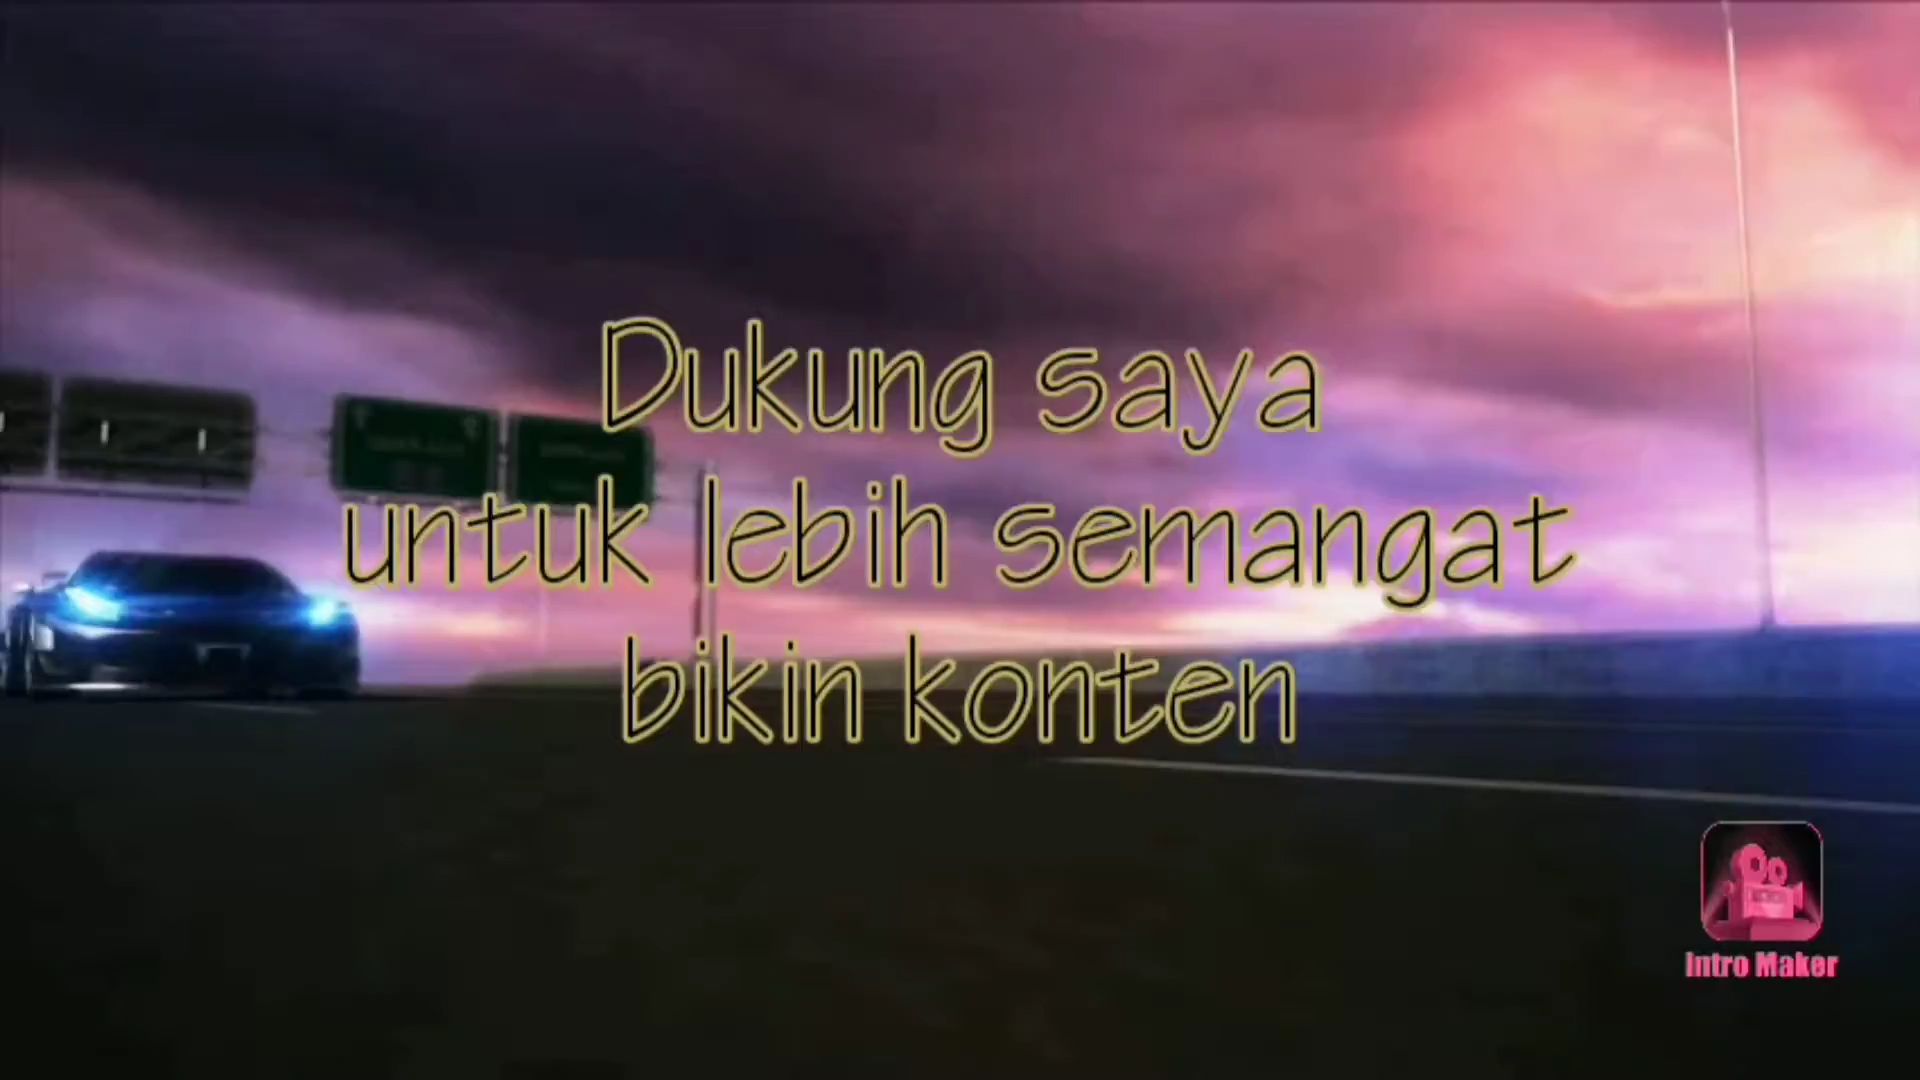 Dukung saya
untuk lebih semangat
bikin konten
Intro Maker